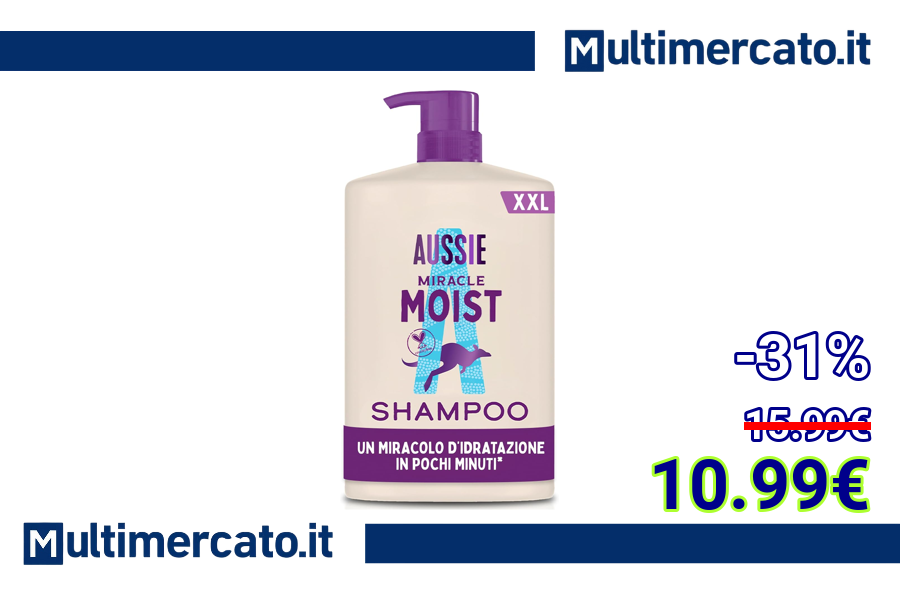 Multimercato.it
XXL
AUSSIE
MIRACLE
MOIST
SHAMPOO
UN MIRACOLO D'IDRATAZIONE
IN POCHI MINUTI*
-31%
15.99€
10.99€
Multimercato.it